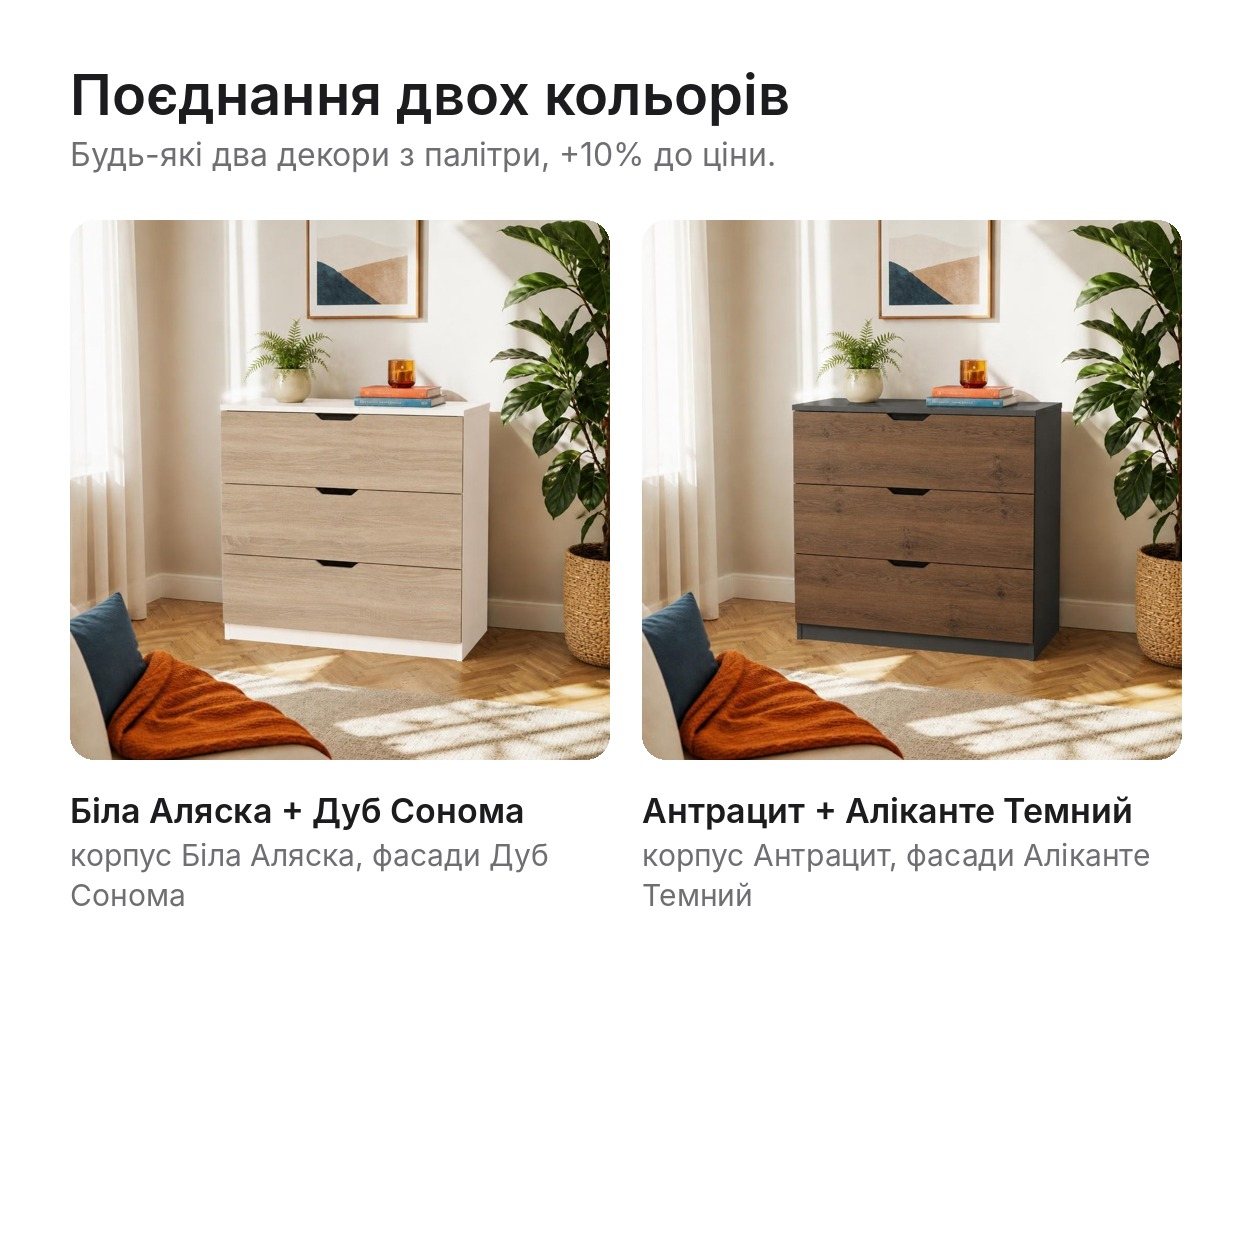 Поєднання двох кольорів
Будь-які два декори з палітри, +10% до ціни.
Біла Аляска + Дуб Сонома
корпус Біла Аляска, фасади Дуб
Сонома
Антрацит + Аліканте Темний
корпус Антрацит, фасади Аліканте
Темний